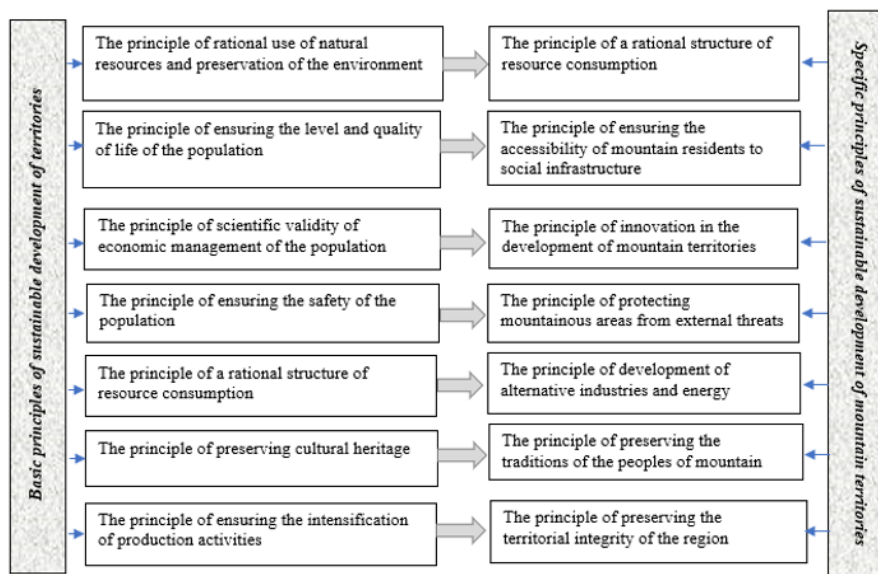 Basic principles of sustainable development of territories
The principle of rational use of natural
resources and preservation of the environment
The principle of a rational structure of
resource consumption
The principle of ensuring the level and quality
of life of the population
The principle of ensuring the
accessibility of mountain residents to
social infrastructure
The principle of scientific validity of
economic management of the population
The principle of innovation in the
development of mountain territories
The principle of ensuring the safety of the
population
The principle of protecting
mountainous areas from external threats
The principle of a rational structure of
resource consumption
The principle of development of
alternative industries and energy
The principle of preserving cultural heritage
The principle of preserving the
traditions of the peoples of mountain
The principle of ensuring the intensification
of production activities
The principle of preserving the
territorial integrity of the region
Specific principles of sustainable development of mountain territories